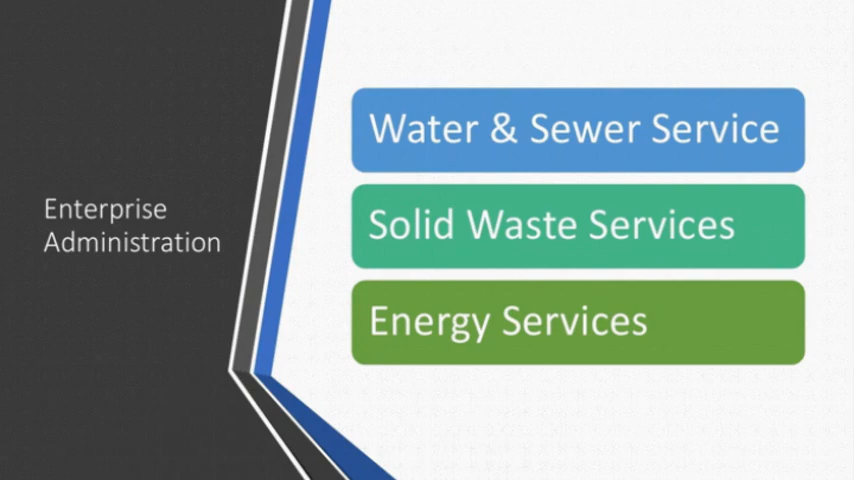 Enterprise
Administration
Water & Sewer Service
Solid Waste Services
Energy Services